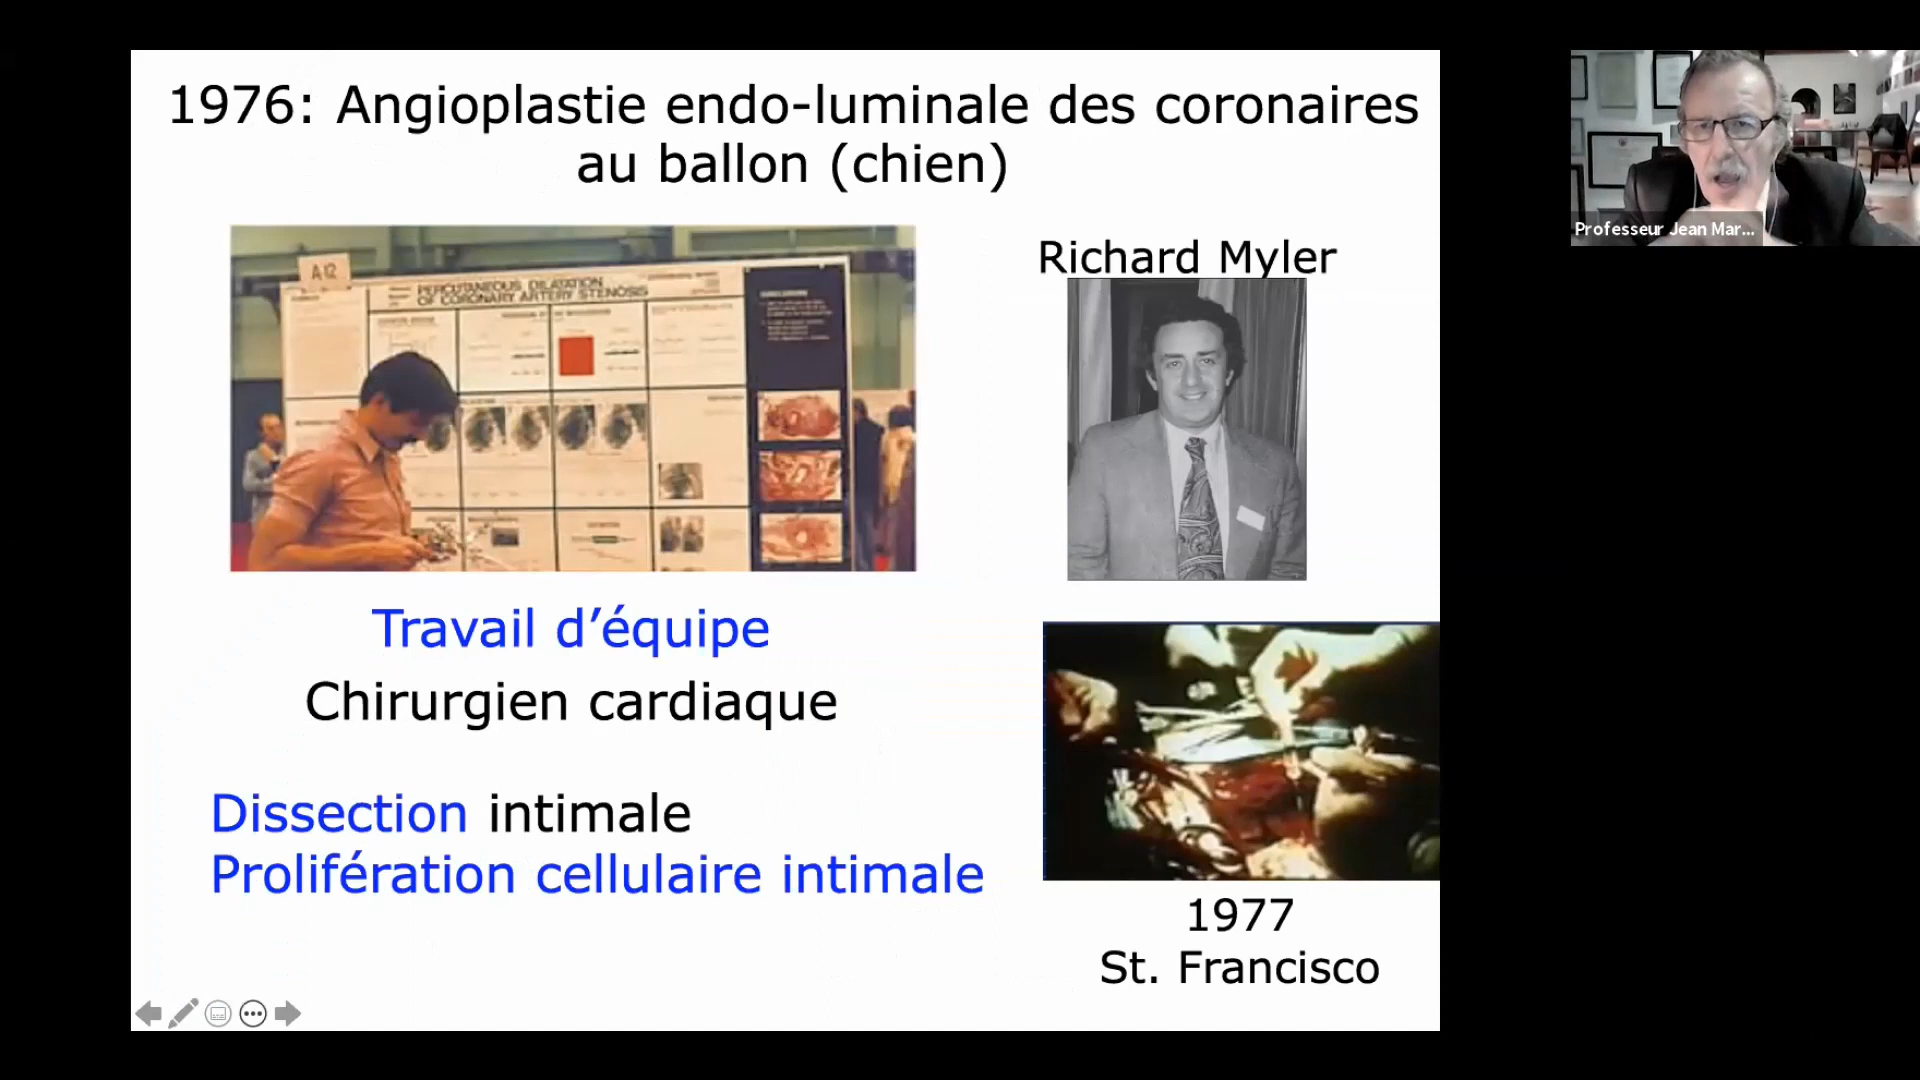 1976: Angioplastie endo-luminale des coronaires
au ballon (chien)
A12
PERCUTANEOUS DILATATION
OF CORONARY ARTERY STENOSIS
Richard Myler
Travail d’équipe
Chirurgien cardiaque
Dissection intimale
Prolifération cellulaire intimale
1977
St. Francisco
Professeur Jean Mar...